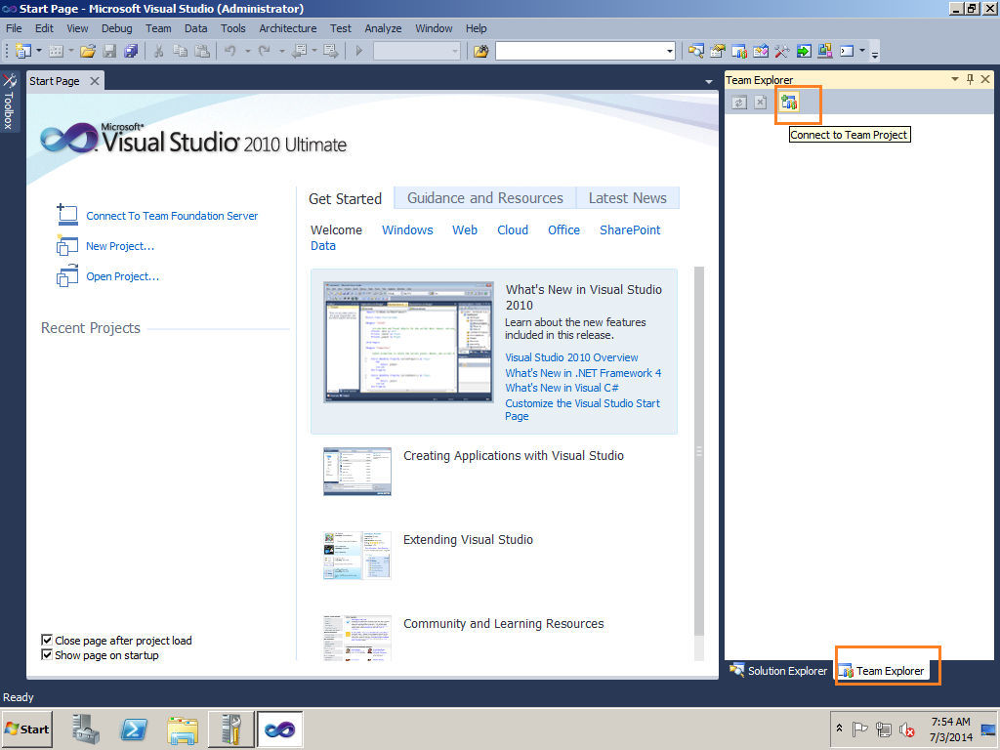 Start Page - Microsoft Visual Studio (Administrator)
File Edit View Debug Team Data Tools Architecture Test Analyze Window Help
Toolbox
Start Page
Team Explorer
Connect to Team Project
Microsoft®
Visual Studio® 2010 Ultimate
Connect To Team Foundation Server
New Project...
Open Project...
Recent Projects
Get Started Guidance and Resources Latest News
Welcome Windows Web Cloud Office SharePoint
Data
What's New in Visual Studio
2010
Learn about the new features
included in this release.
Visual Studio 2010 Overview
What's New in .NET Framework 4
What's New in Visual C#
Customize the Visual Studio Start
Page
Creating Applications with Visual Studio
Extending Visual Studio
Community and Learning Resources
Close page after project load
Show page on startup
Solution Explorer Team Explorer
Ready
Start
7:54 AM
7/3/2014